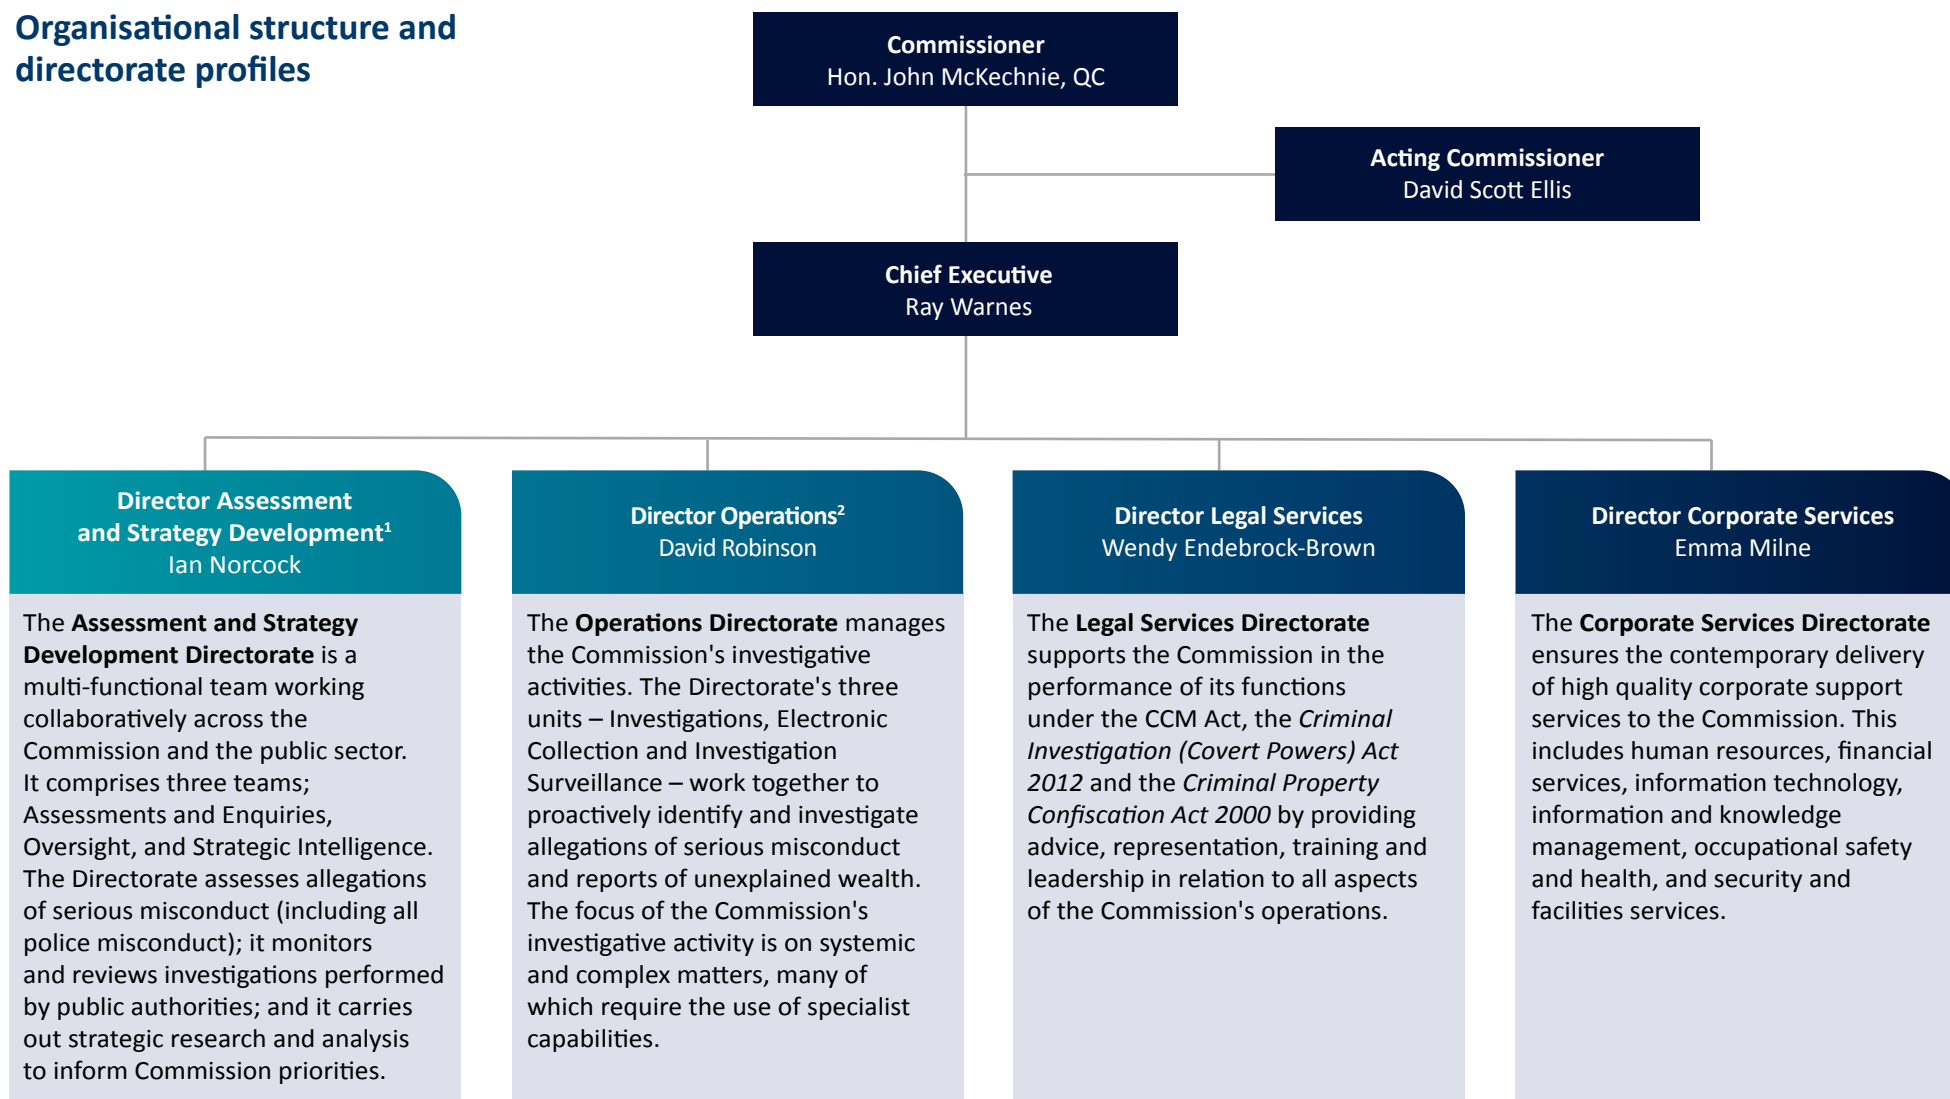 Organisational structure and
directorate profiles
Commissioner
Hon. John McKechnie, QC
Acting Commissioner
David Scott Ellis
Chief Executive
Ray Warnes
Director Assessment
and Strategy Development¹
Ian Norcock
The Assessment and Strategy
Development Directorate is a
multi-functional team working
collaboratively across the
Commission and the public sector.
It comprises three teams;
Assessments and Enquiries,
Oversight, and Strategic Intelligence.
The Directorate assesses allegations
of serious misconduct (including all
police misconduct); it monitors
and reviews investigations performed
by public authorities; and it carries
out strategic research and analysis
to inform Commission priorities.
Director Operations²
David Robinson
The Operations Directorate manages
the Commission's investigative
activities. The Directorate's three
units – Investigations, Electronic
Collection and Investigation
Surveillance – work together to
proactively identify and investigate
allegations of serious misconduct
and reports of unexplained wealth.
The focus of the Commission's
investigative activity is on systemic
and complex matters, many of
which require the use of specialist
capabilities.
Director Legal Services
Wendy Endebrock-Brown
The Legal Services Directorate
supports the Commission in the
performance of its functions
under the CCM Act, the Criminal
Investigation (Covert Powers) Act
2012 and the Criminal Property
Confiscation Act 2000 by providing
advice, representation, training and
leadership in relation to all aspects
of the Commission's operations.
Director Corporate Services
Emma Milne
The Corporate Services Directorate
ensures the contemporary delivery
of high quality corporate support
services to the Commission. This
includes human resources, financial
services, information technology,
information and knowledge
management, occupational safety
and health, and security and
facilities services.